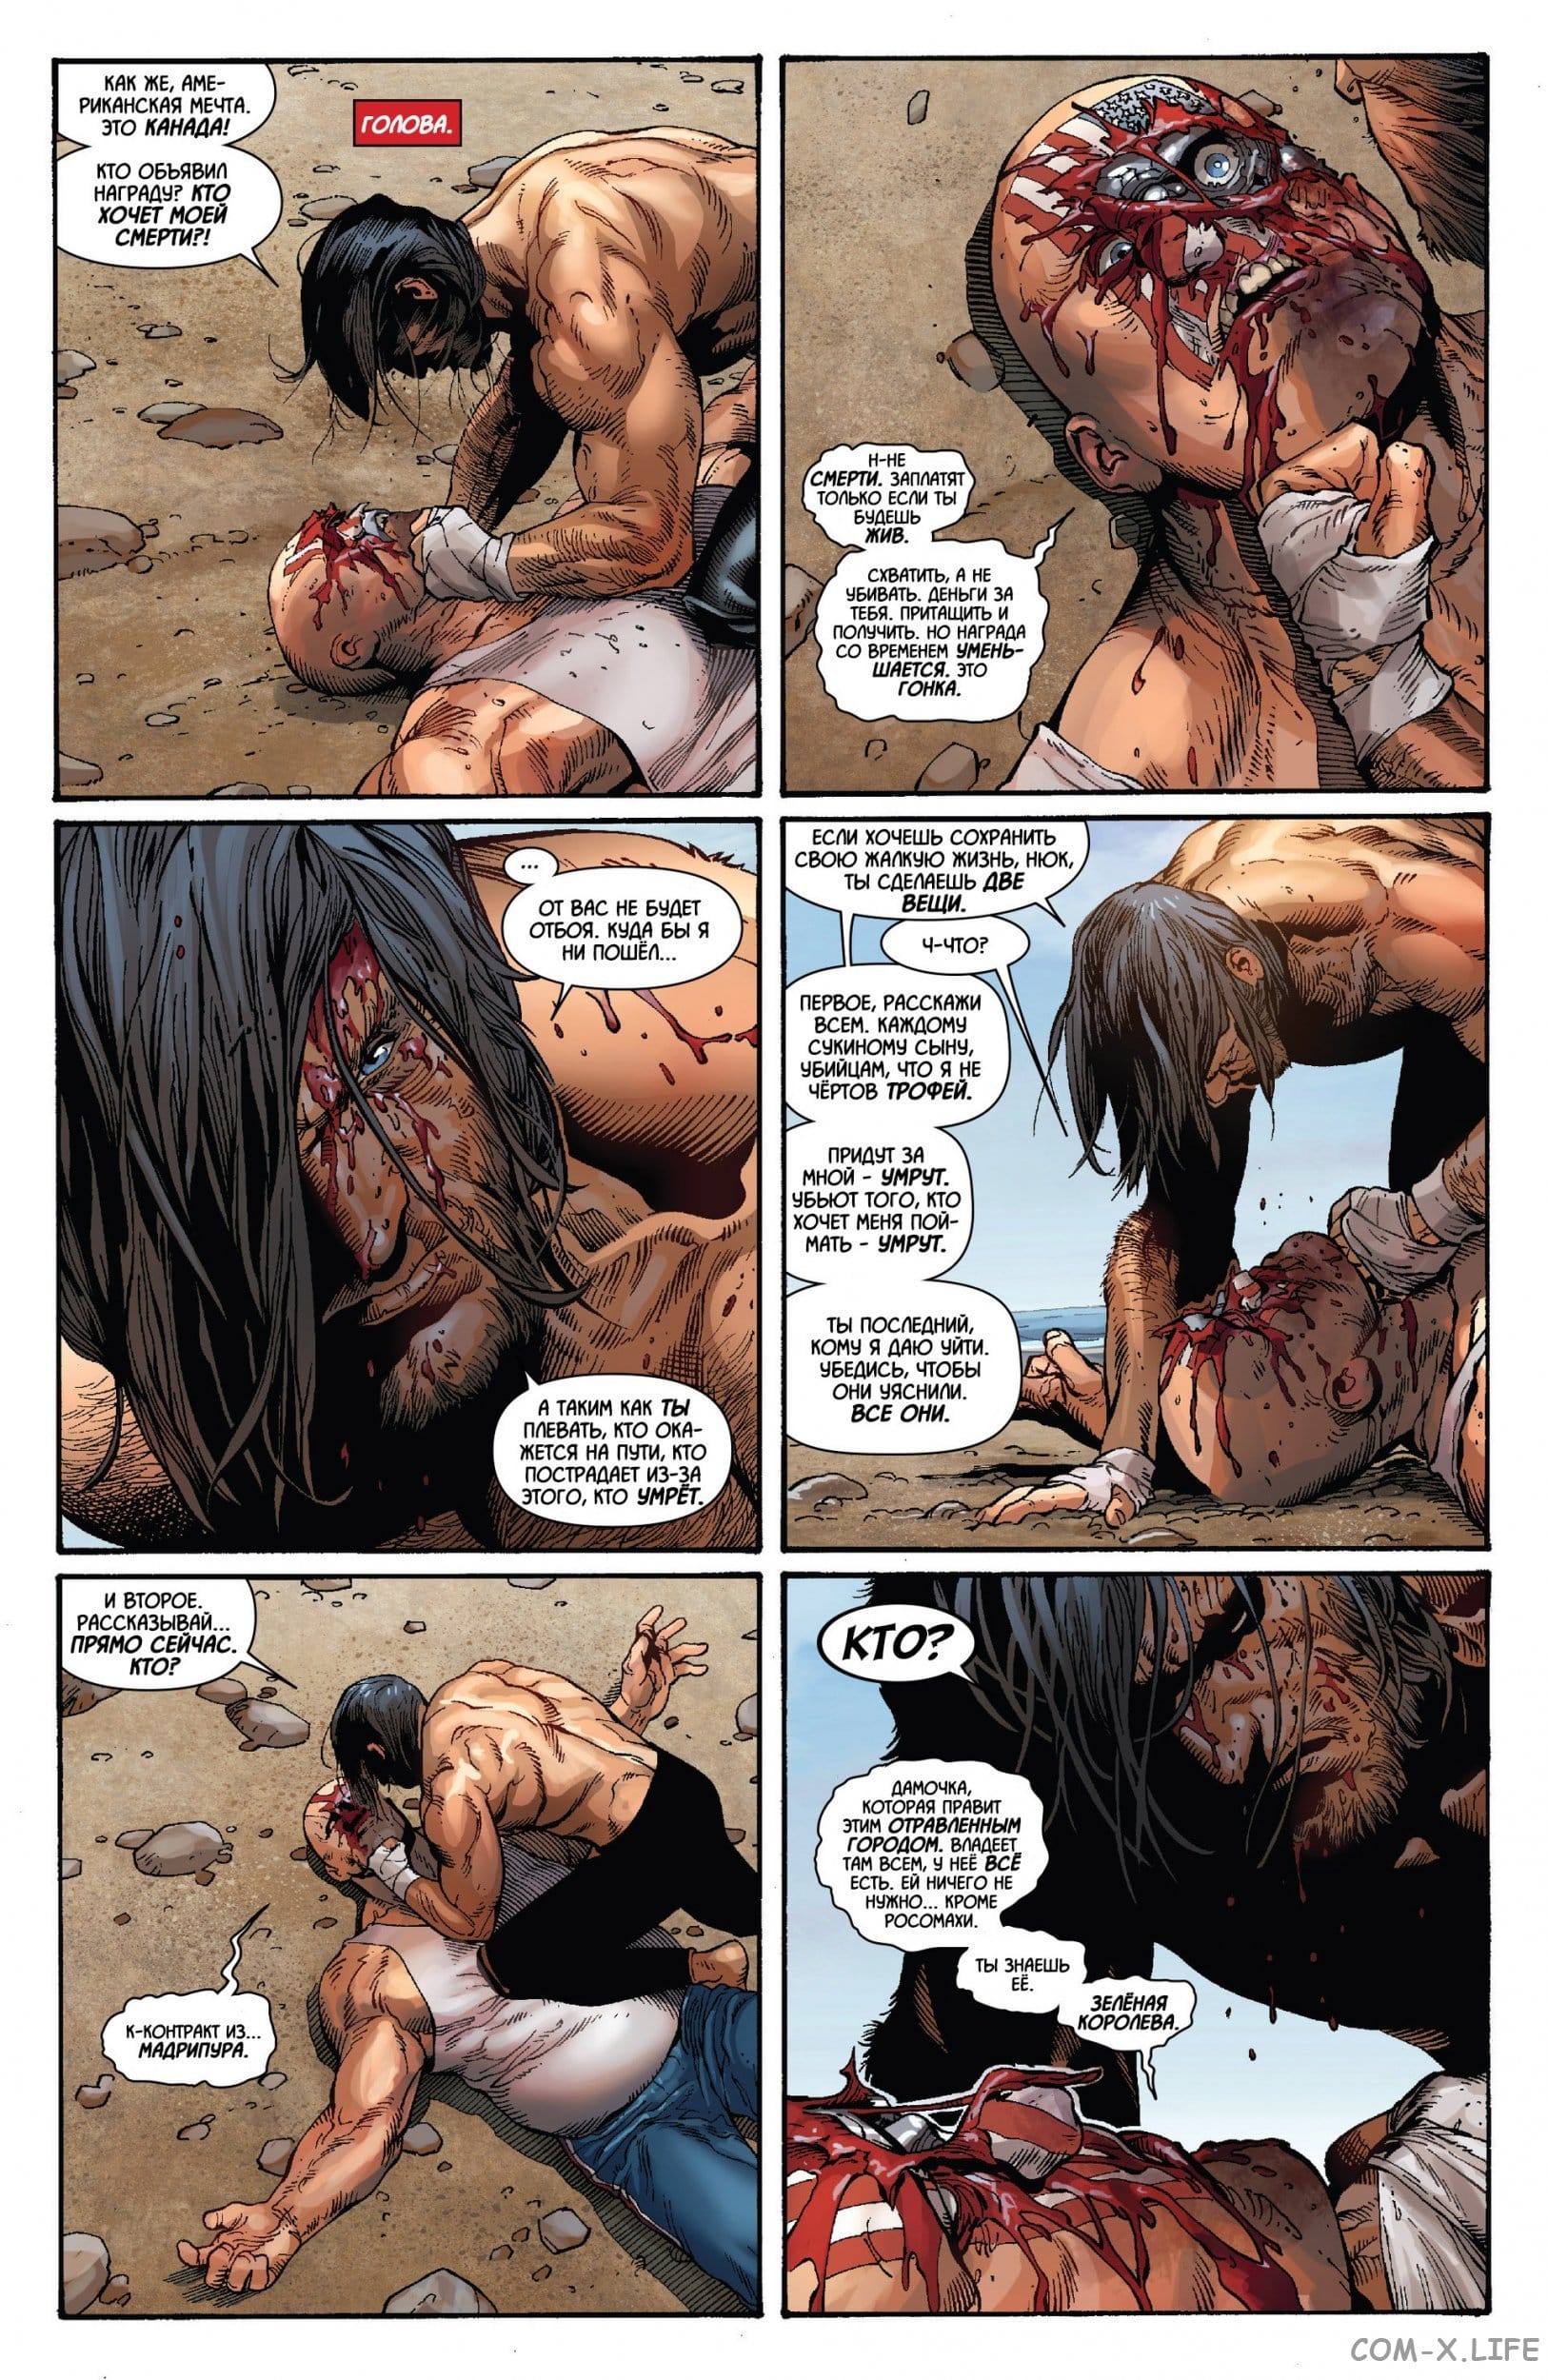 КАК ЖЕ, АМЕ-
РИКАНСКАЯ МЕЧТА.
ЭТО КАНАДА!
КТО ОБЪЯВИЛ
НАГРАДУ? КТО
ХОЧЕТ МОЕЙ
СМЕРТИ?!
ГОЛОВА.
Н-НЕ
СМЕРТИ. ЗАПЛАТЯТ
ТОЛЬКО ЕСЛИ ТЫ
БУДЕШЬ
ЖИВ.
СХВАТИТЬ, А НЕ
УБИВАТЬ. ДЕНЬГИ ЗА
ТЕБЯ. ПРИТАЩИТЬ И
ПОЛУЧИТЬ. НО НАГРАДА
СО ВРЕМЕНЕМ УМЕНЬ-
ШАЕТСЯ. ЭТО
ГОНКА.
...
ОТ ВАС НЕ БУДЕТ
ОТБОЯ. КУДА БЫ Я
НИ ПОШЁЛ...
А ТАКИМ КАК ТЫ
ПЛЕВАТЬ, КТО ОКА-
ЖЕТСЯ НА ПУТИ, КТО
ПОСТРАДАЕТ ИЗ-ЗА
ЭТОГО, КТО УМРЁТ.
ЕСЛИ ХОЧЕШЬ СОХРАНИТЬ
СВОЮ ЖАЛКУЮ ЖИЗНЬ, НЮК,
ТЫ СДЕЛАЕШЬ ДВЕ
ВЕЩИ.
Ч-ЧТО?
ПЕРВОЕ, РАССКАЖИ
ВСЕМ. КАЖДОМУ
СУКИНОМУ СЫНУ,
УБИЙЦАМ, ЧТО Я НЕ
ЧЁРТОВ ТРОФЕЙ.
ПРИДУТ ЗА
МНОЙ - УМРУТ.
УБЬЮТ ТОГО, КТО
ХОЧЕТ МЕНЯ ПОЙ-
МАТЬ - УМРУТ.
ТЫ ПОСЛЕДНИЙ,
КОМУ Я ДАЮ УЙТИ.
УБЕДИСЬ, ЧТОБЫ
ОНИ УЯСНИЛИ.
ВСЕ ОНИ.
И ВТОРОЕ.
РАССКАЗЫВАЙ...
ПРЯМО СЕЙЧАС.
КТО?
К-КОНТРАКТ ИЗ...
МАДРИПУРА.
КТО?
ДАМОЧКА,
КОТОРАЯ ПРАВИТ
ЭТИМ ОТРАВЛЕННЫМ
ГОРОДОМ. ВЛАДЕЕТ
ТАМ ВСЕМ, У НЕЁ ВСЁ
ЕСТЬ. ЕЙ НИЧЕГО НЕ
НУЖНО... КРОМЕ
РОСОМАХИ.
ТЫ ЗНАЕШЬ
ЕЁ.
ЗЕЛЁНАЯ
КОРОЛЕВА.
COM-X.LIFE